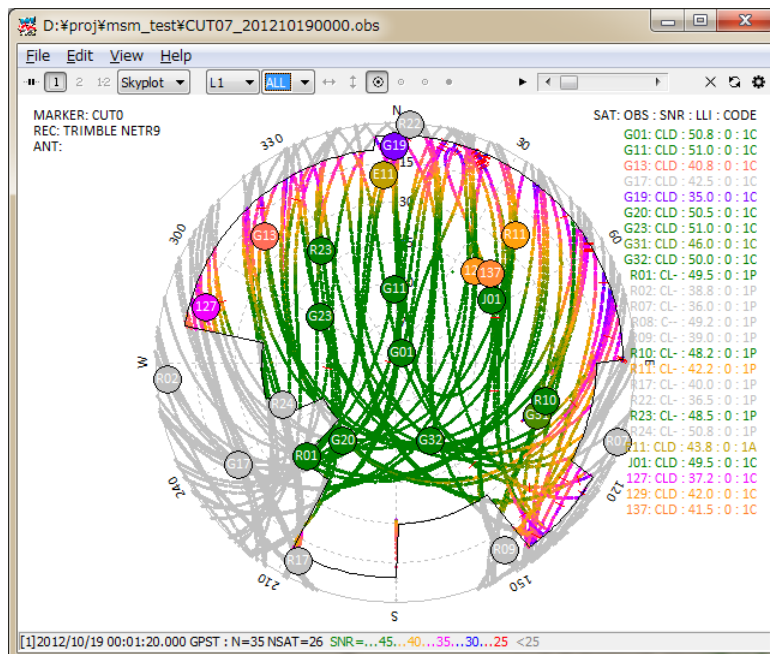 D:¥proj¥msm_test¥CUT07_201210190000.obs
File Edit View Help
1 2 1-2 Skyplot L1 ALL
MARKER: CUT0
REC: TRIMBLE NETR9
ANT:
SAT: OBS : SNR : LLI : CODE
G01: CLD : 50.8 : 0 : 1C
G11: CLD : 51.0 : 0 : 1C
G13: CLD : 40.8 : 0 : 1C
G17: CLD : 42.5 : 0 : 1C
G19: CLD : 35.0 : 0 : 1C
G20: CLD : 50.5 : 0 : 1C
G23: CLD : 51.0 : 0 : 1C
G31: CLD : 46.0 : 0 : 1C
G32: CLD : 50.0 : 0 : 1C
R01: CL- : 49.5 : 0 : 1P
R02: CL- : 38.8 : 0 : 1P
R07: CL- : 36.0 : 0 : 1P
R08: C-- : 49.2 : 0 : 1P
R09: CL- : 39.0 : 0 : 1P
R10: CL- : 48.2 : 0 : 1P
R11: CL- : 42.2 : 0 : 1P
R17: CL- : 40.0 : 0 : 1P
R22: CL- : 36.5 : 0 : 1P
R23: CL- : 48.5 : 0 : 1P
R24: CL- : 50.8 : 0 : 1P
E11: CLD : 43.8 : 0 : 1A
J01: CLD : 49.5 : 0 : 1C
127: CLD : 37.2 : 0 : 1C
129: CLD : 42.0 : 0 : 1C
137: CLD : 41.5 : 0 : 1C
N
R22
330
G19
30
15
E11
30
300
G13
R23
R11
60
137
127
G11
J01
G23
G01
W
E
R02
R24
R10
G20
G32
R07
R01
G17
240
120
R17
R09
210
150
S
[1]2012/10/19 00:01:20.000 GPST : N=35 NSAT=26 SNR=...45...40...35...30...25 <25